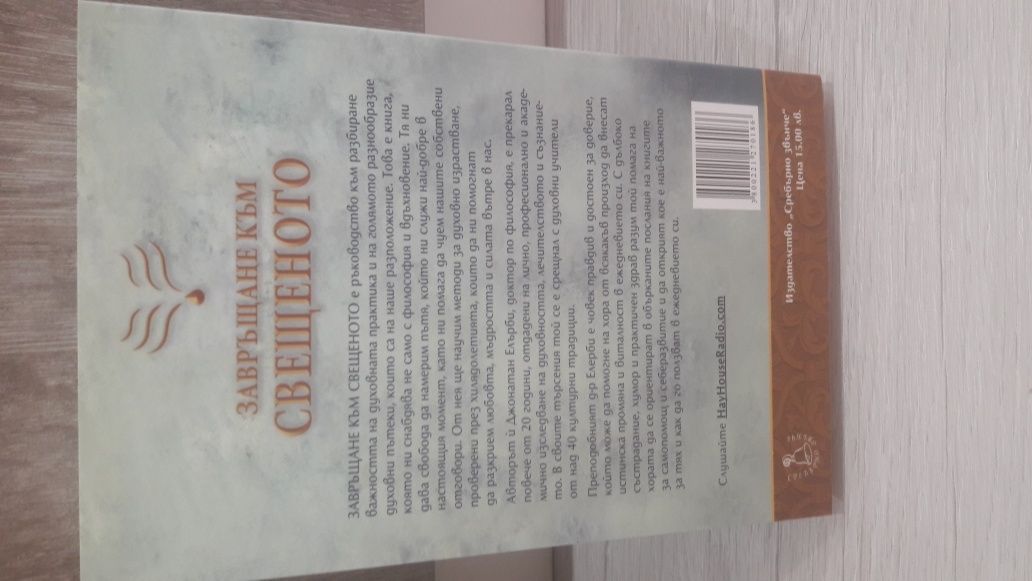 ЗАВРЪЩАНЕ КЪМ
СВЕЩЕНОТО
ЗАВРЪЩАНЕ КЪМ СВЕЩЕНОТО е ръководство към разбиране
важността на духовната практика и на голямото разнообразие
духовни пътеки, които са на наше разположение. Това е книга,
която ни снабдява не само с философия и вдъхновение. Тя ни
дава свобода да намерим пътя, който ни служи най-добре в
настоящия момент, като ни помага да чуем нашите собствени
отговори. От нея ще научим методи за духовно израстване,
проверени през хилядолетията, които да ни помогнат
да разкрием любовта, мъдростта и силата вътре в нас.
Авторът ѝ Джонатан Елърби, доктор по философия, е прекарал
повече от 20 години, отдадени на лично, професионално и акаде-
мично изследване на духовността, лечителството и съзнание-
то. В своите търсения той се е срещнал с духовни учители
от над 40 културни традиции.
Преподобният д-р Елерби е човек правдив и достоен за доверие,
който може да помогне на хора от всякакъв произход да внесат
истинска промяна и виталност в ежедневието си. С дълбоко
състрадание, хумор и практичен здрав разум той помага на
хората да се ориентират в объркните послания на книгите
за самопомощ и себеразвитие и да открият кое е най-важното
за тях и как да го ползват в ежедневието си.
Слушайте HayHouseRadio.com
Издателство „Сребърно звънче“
Цена 15.00 лв.